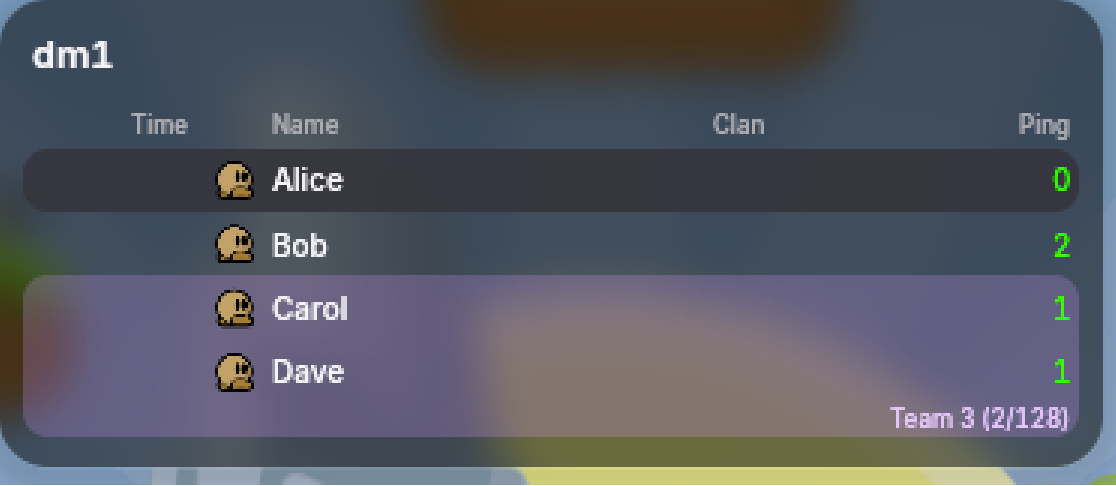 dm1
Time Name Clan Ping
Alice 0
Bob 2
Carol 1
Dave 1
Team 3 (2/128)